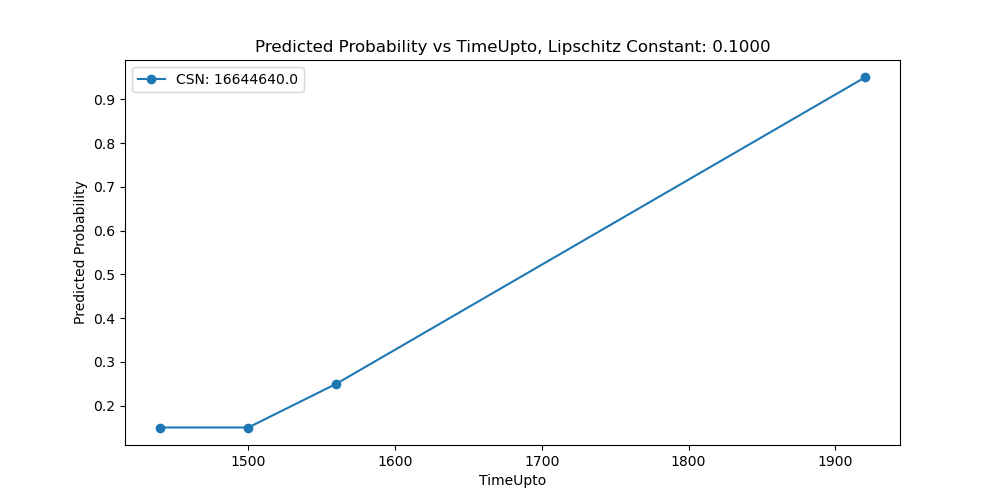 Predicted Probability vs TimeUpto, Lipschitz Constant: 0.1000
CSN: 16644640.0
Predicted Probability
0.9
0.8
0.7
0.6
0.5
0.4
0.3
0.2
1500 1600 1700 1800 1900
TimeUpto